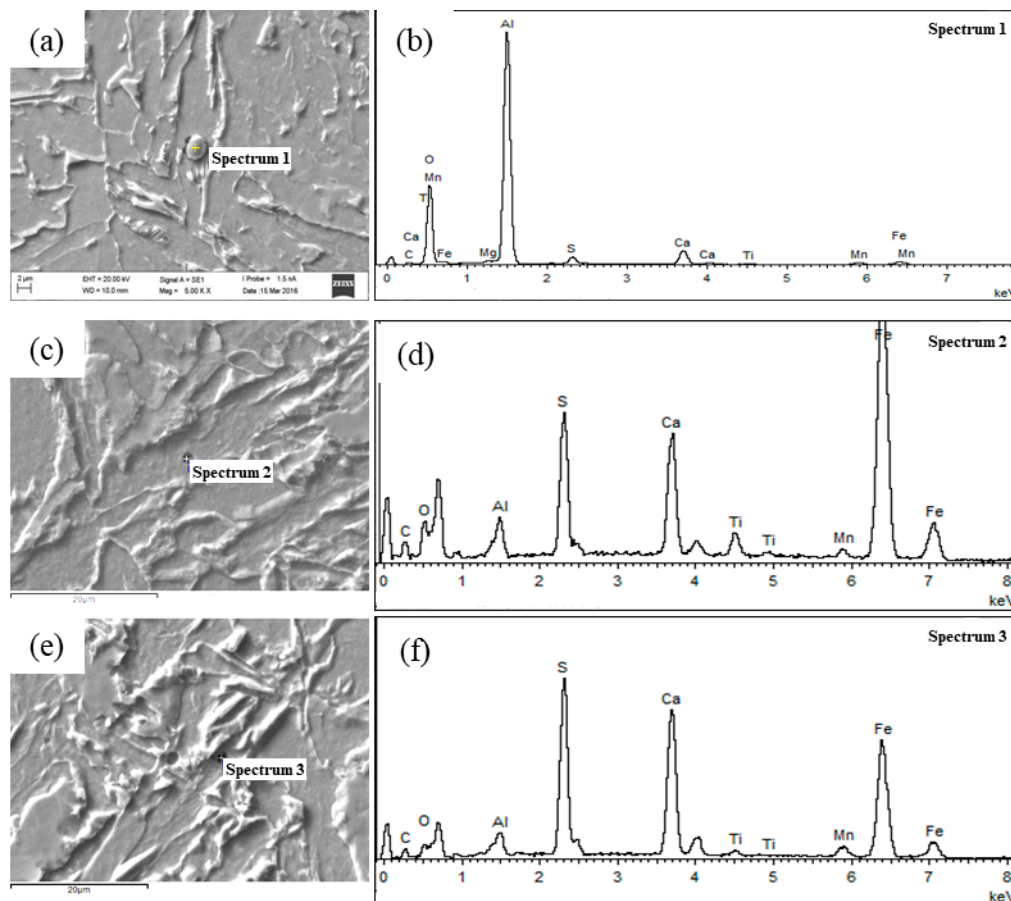 (a)
Spectrum 1
2 µm
EHT = 20.00 kV
Signal A = SE1
I Probe = 1.5 nA
WD = 10.0 mm
Mag = 5.00 K X
Date :15 Mar 2016
ZEISS
(b)
Spectrum 1
Al
O
Mn
T
Ca
C
Fe
Mg
S
Ca
Ca
Ti
Mn
Fe
Mn
0 1 2 3 4 5 6 7 8
keV
(c)
Spectrum 2
20µm
(d)
Spectrum 2
Fe
S
Ca
Al
O
C
Ti
Ti
Mn
Fe
0 1 2 3 4 5 6 7 8
keV
(e)
Spectrum 3
20µm
(f)
Spectrum 3
S
Ca
Fe
Al
O
C
Ti
Ti
Mn
Fe
0 1 2 3 4 5 6 7 8
keV